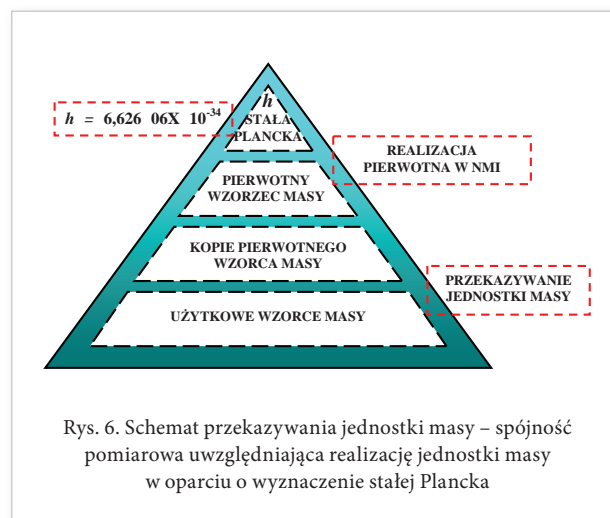 h
h = 6,626 06X 10⁻³⁴
STAŁA
PLANCKA
REALIZACJA
PIERWOTNA W NMI
PIERWOTNY
WZORZEC MASY
KOPIE PIERWOTNEGO
WZORCA MASY
PRZEKAZYWANIE
JEDNOSTKI MASY
UŻYTKOWE WZORCE MASY
Rys. 6. Schemat przekazywania jednostki masy – spójność
pomiarowa uwzględniająca realizację jednostki masy
w oparciu o wyznaczenie stałej Plancka